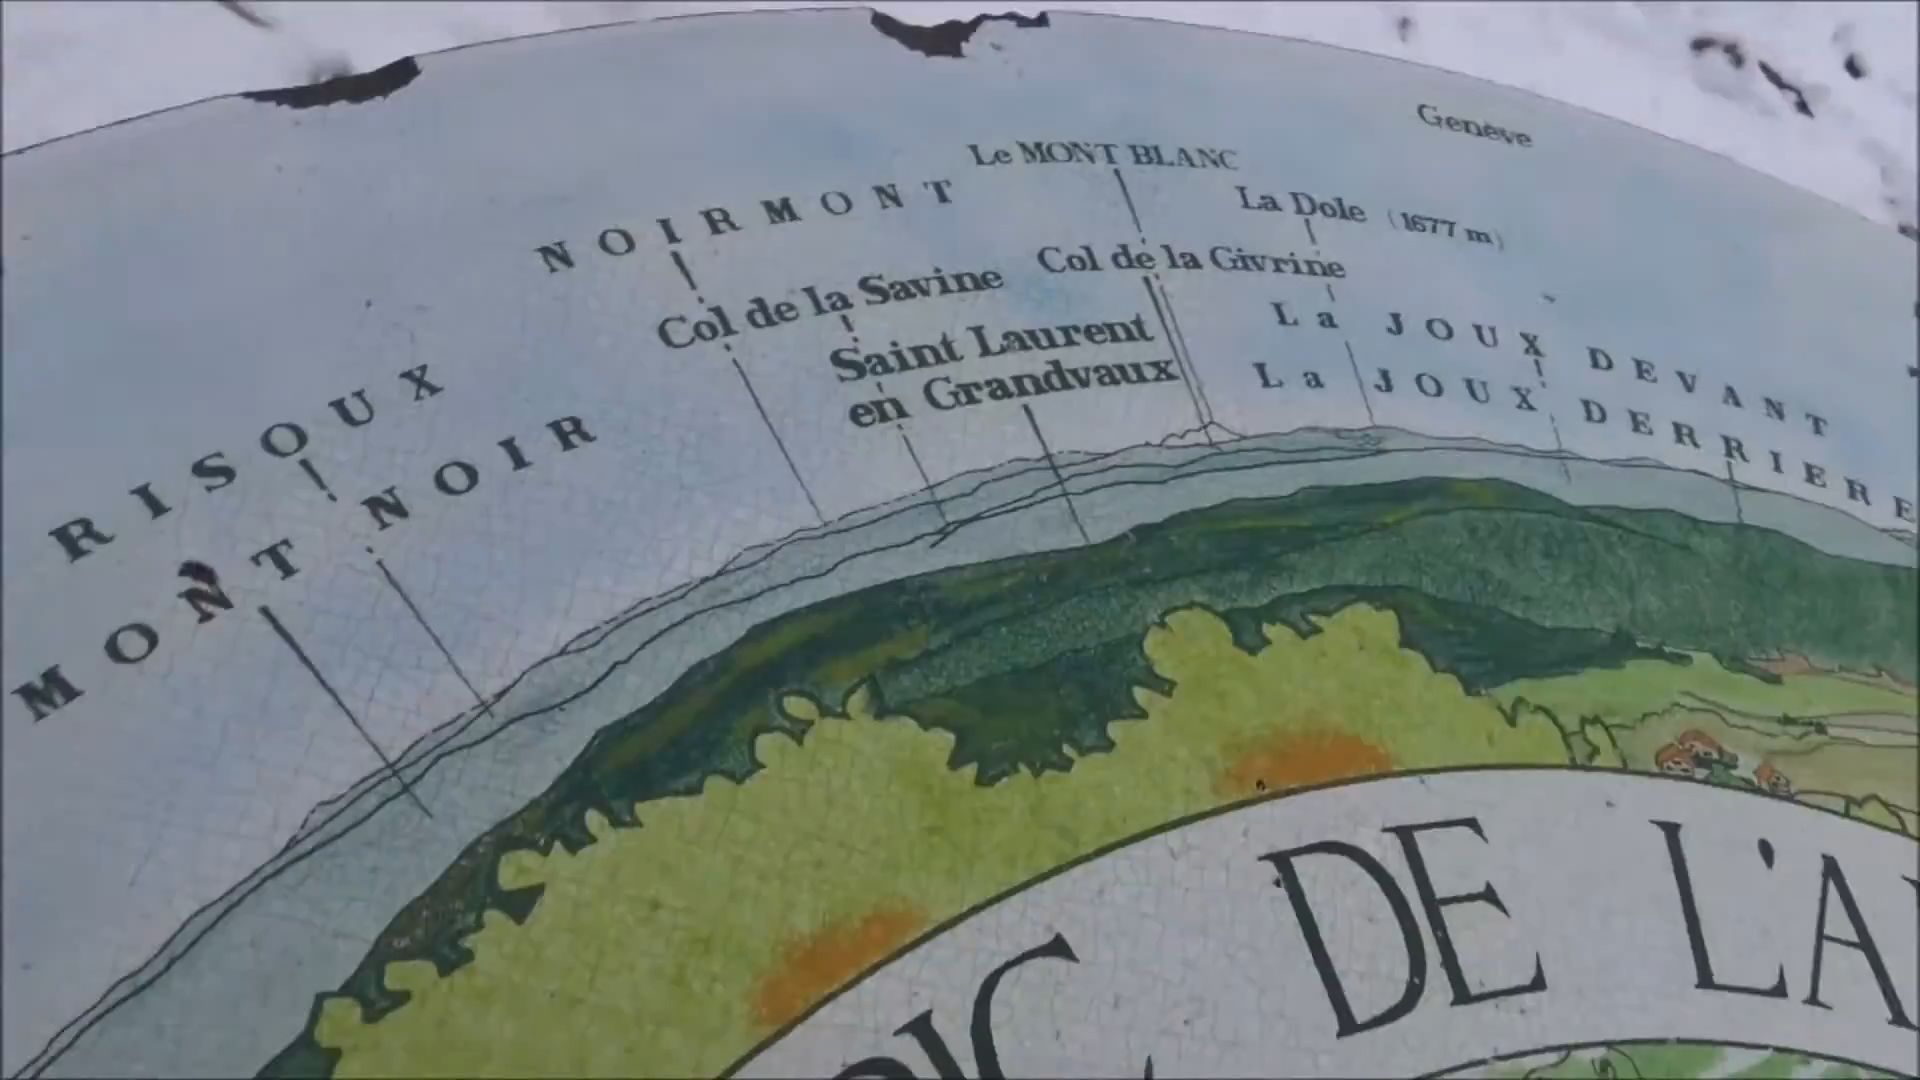 Genève
Le MONT BLANC
NOIRMONT
La Dole (1677 m)
Col de la Givrine
Col de la Savine
Saint Laurent
en Grandvaux
La JOUX DEVANT
La JOUX DERRIERE
RISOUX
MONT NOIR
PIC DE L'A